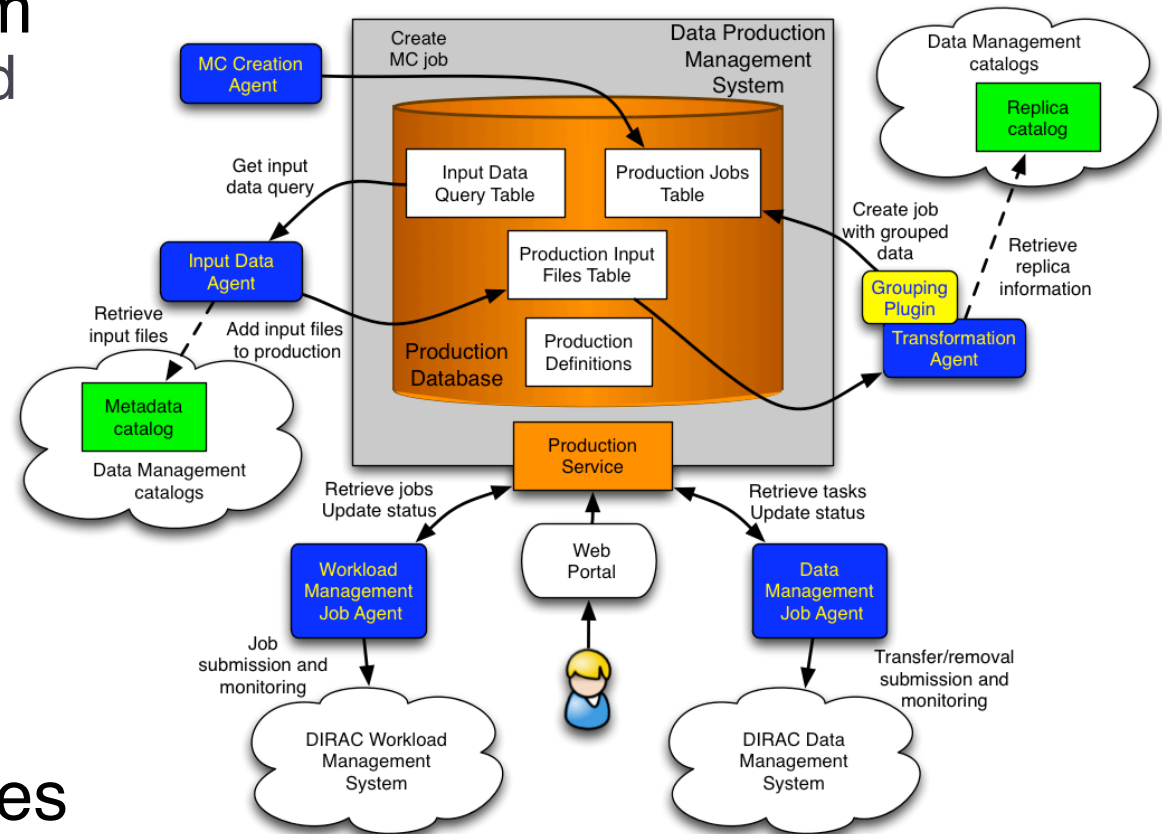 m
d
Create
MC job
Data Production
Management
System
MC Creation
Agent
Data Management
catalogs
Replica
catalog
Get input
data query
Input Data
Query Table
Production Jobs
Table
Create job
with grouped
data
Retrieve
replica
information
Input Data
Agent
Production Input
Files Table
Grouping
Plugin
Transformation
Agent
Retrieve
input files
Add input files
to production
Production
Database
Production
Definitions
Metadata
catalog
Data Management
catalogs
Production
Service
Retrieve jobs
Update status
Retrieve tasks
Update status
Web
Portal
Workload
Management
Job Agent
Data
Management
Job Agent
Job
submission and
monitoring
Transfer/removal
submission and
monitoring
DIRAC Workload
Management
System
DIRAC Data
Management
System
es